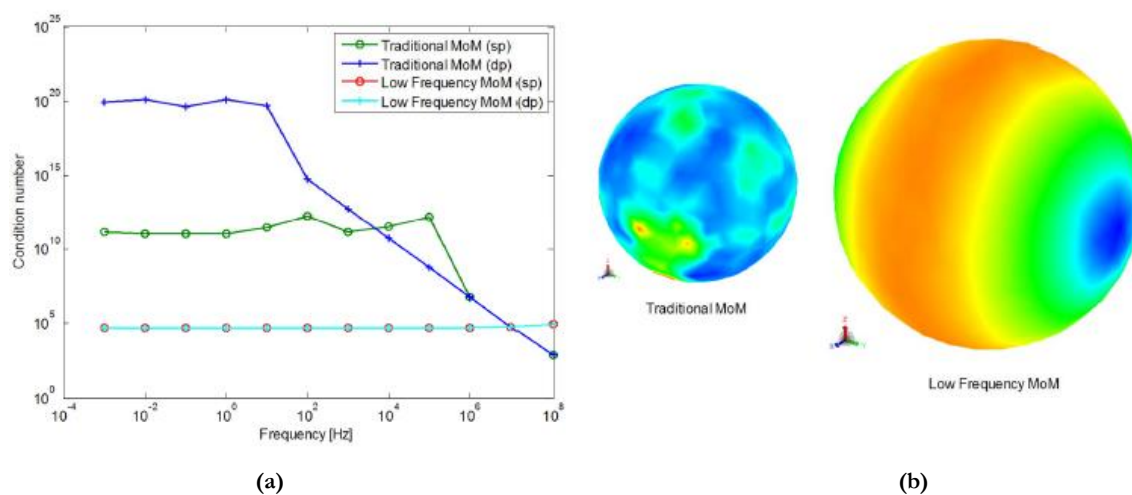 10^25
10^20
10^15
10^10
10^5
10^0
Condition number
Traditional MoM (sp)
Traditional MoM (dp)
Low Frequency MoM (sp)
Low Frequency MoM (dp)
10^-4
10^-2
10^0
10^2
10^4
10^6
10^8
Frequency [Hz]
Traditional MoM
Z
Low Frequency MoM
(a)
(b)